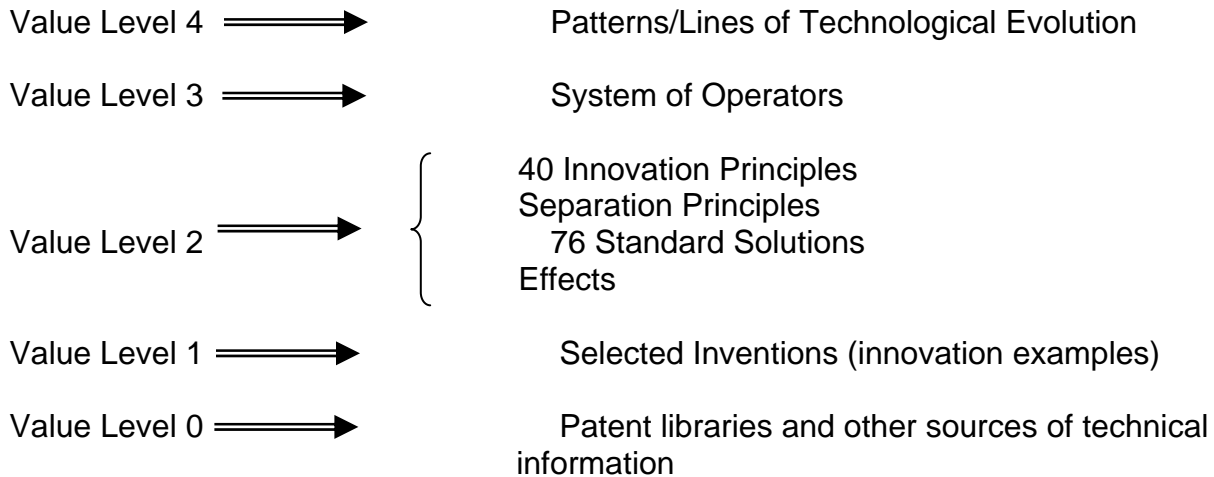 Value Level 4 Patterns/Lines of Technological Evolution
Value Level 3 System of Operators
40 Innovation Principles
Separation Principles
Value Level 2 76 Standard Solutions
Effects
Value Level 1 Selected Inventions (innovation examples)
Value Level 0 Patent libraries and other sources of technical
information